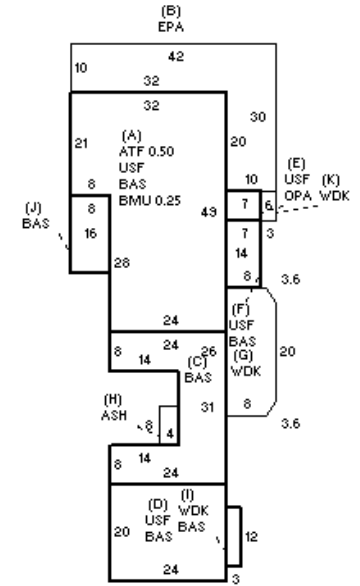 (B)
EPA
42
10
32
32
30
21
(A)
ATF 0.50
USF
BAS
BMU 0.25
20
10
(E)
USF
OPA
(K)
WDK
8
8
49
7
6
(J)
BAS
16
7
3
14
28
8
3.6
(F)
USF
BAS
(G)
WDK
20
24
24
26
8
14
(C)
BAS
(H)
ASH
8
4
31
8
3.6
8
14
24
(D)
USF
BAS
(I)
WDK
BAS
20
12
24
3